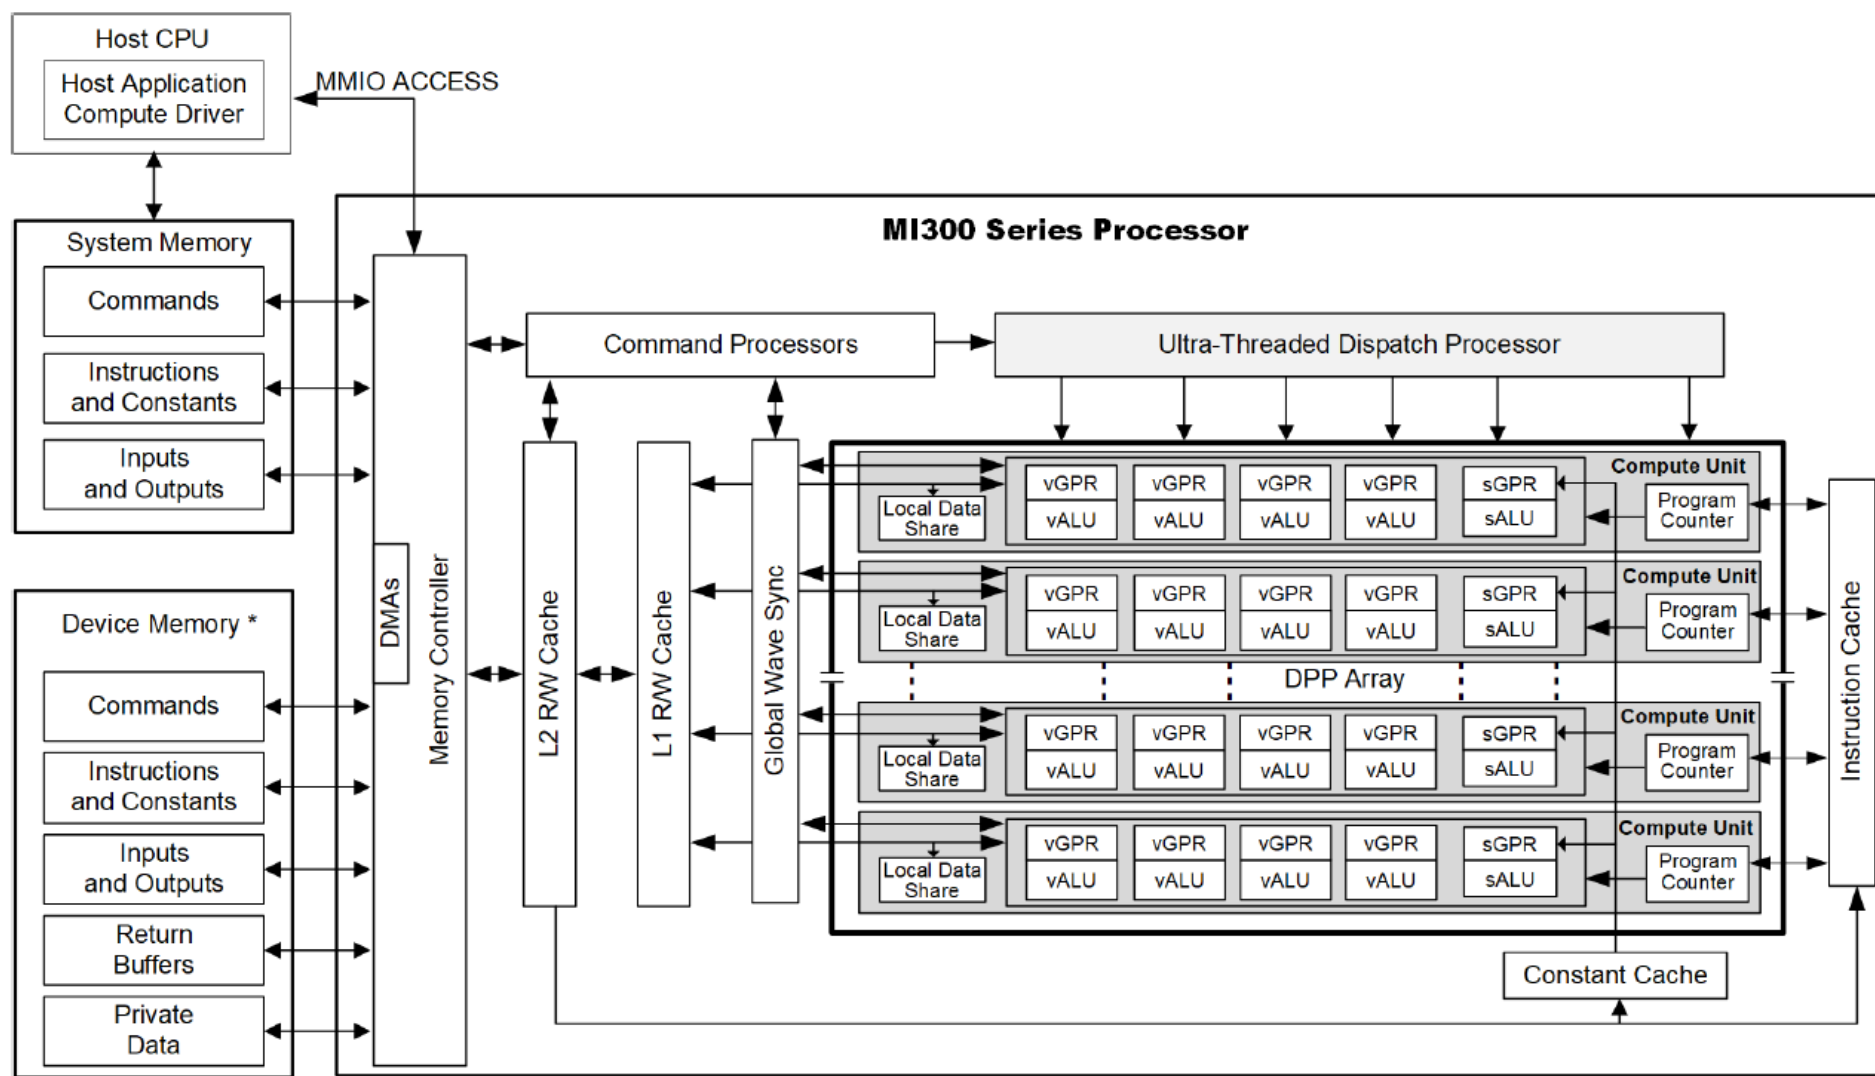 Host CPU
Host Application
Compute Driver
MMIO ACCESS
System Memory
Commands
Instructions
and Constants
Inputs
and Outputs
Device Memory *
Commands
Instructions
and Constants
Inputs
and Outputs
Return
Buffers
Private
Data
MI300 Series Processor
DMAs
Memory Controller
Command Processors
Ultra-Threaded Dispatch Processor
L2 R/W Cache
L1 R/W Cache
Global Wave Sync
Compute Unit
Local Data
Share
vGPR vGPR vGPR vGPR sGPR
vALU vALU vALU vALU sALU
Program
Counter
Compute Unit
Local Data
Share
vGPR vGPR vGPR vGPR sGPR
vALU vALU vALU vALU sALU
Program
Counter
DPP Array
Compute Unit
Local Data
Share
vGPR vGPR vGPR vGPR sGPR
vALU vALU vALU vALU sALU
Program
Counter
Compute Unit
Local Data
Share
vGPR vGPR vGPR vGPR sGPR
vALU vALU vALU vALU sALU
Program
Counter
Instruction Cache
Constant Cache